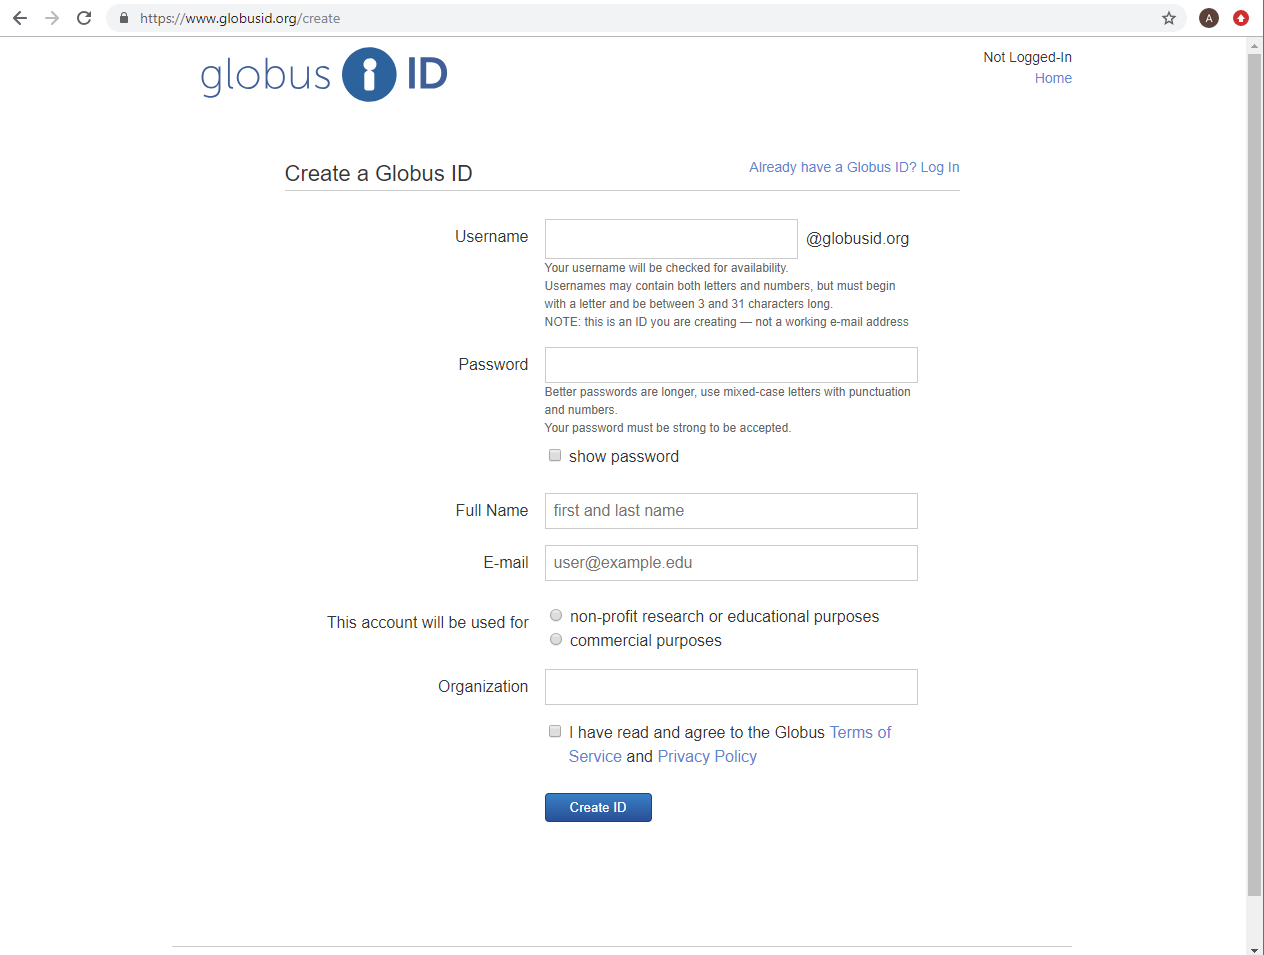 https://www.globusid.org/create
A
globus ID
Not Logged-In
Home
Create a Globus ID
Already have a Globus ID? Log In
Username
@globusid.org
Your username will be checked for availability.
Usernames may contain both letters and numbers, but must begin
with a letter and be between 3 and 31 characters long.
NOTE: this is an ID you are creating — not a working e-mail address
Password
Better passwords are longer, use mixed-case letters with punctuation
and numbers.
Your password must be strong to be accepted.
show password
Full Name
first and last name
E-mail
user@example.edu
This account will be used for
non-profit research or educational purposes
commercial purposes
Organization
I have read and agree to the Globus Terms of
Service and Privacy Policy
Create ID